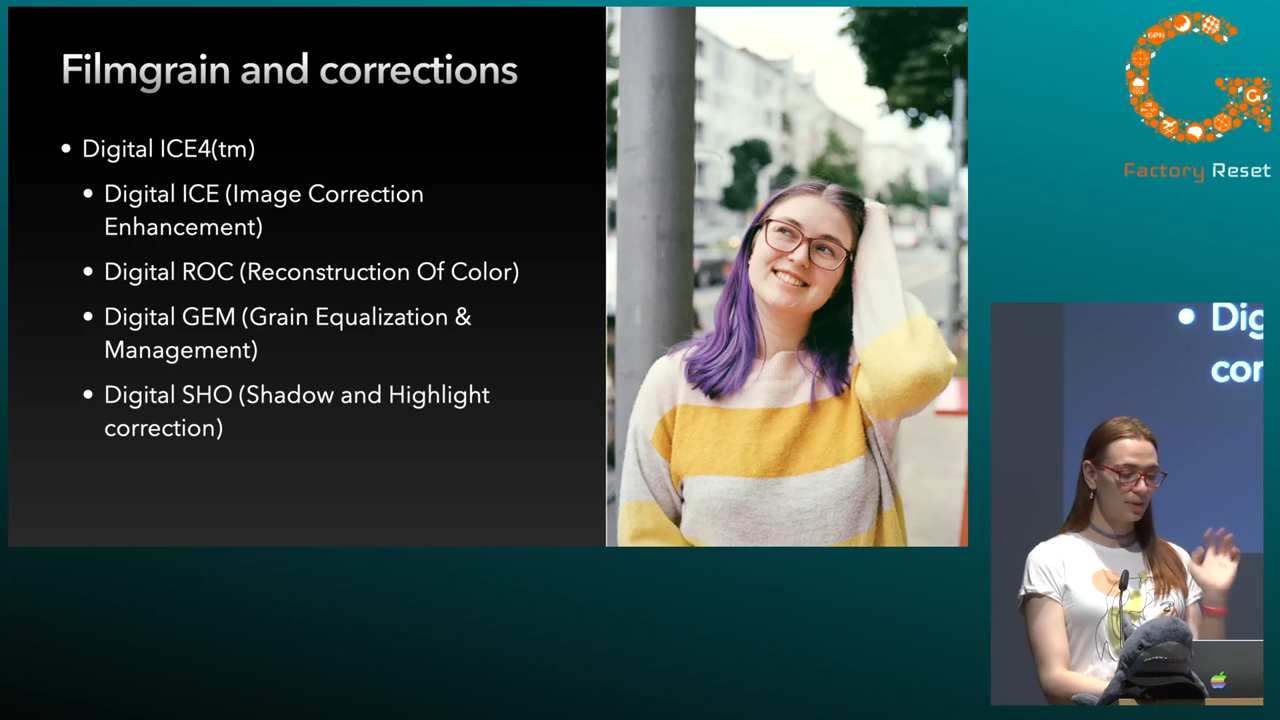 Filmgrain and corrections
• Digital ICE4(tm)
• Digital ICE (Image Correction
Enhancement)
• Digital ROC (Reconstruction Of Color)
• Digital GEM (Grain Equalization &
Management)
• Digital SHO (Shadow and Highlight
correction)
GPN
G
Factory Reset
• Dig
cor